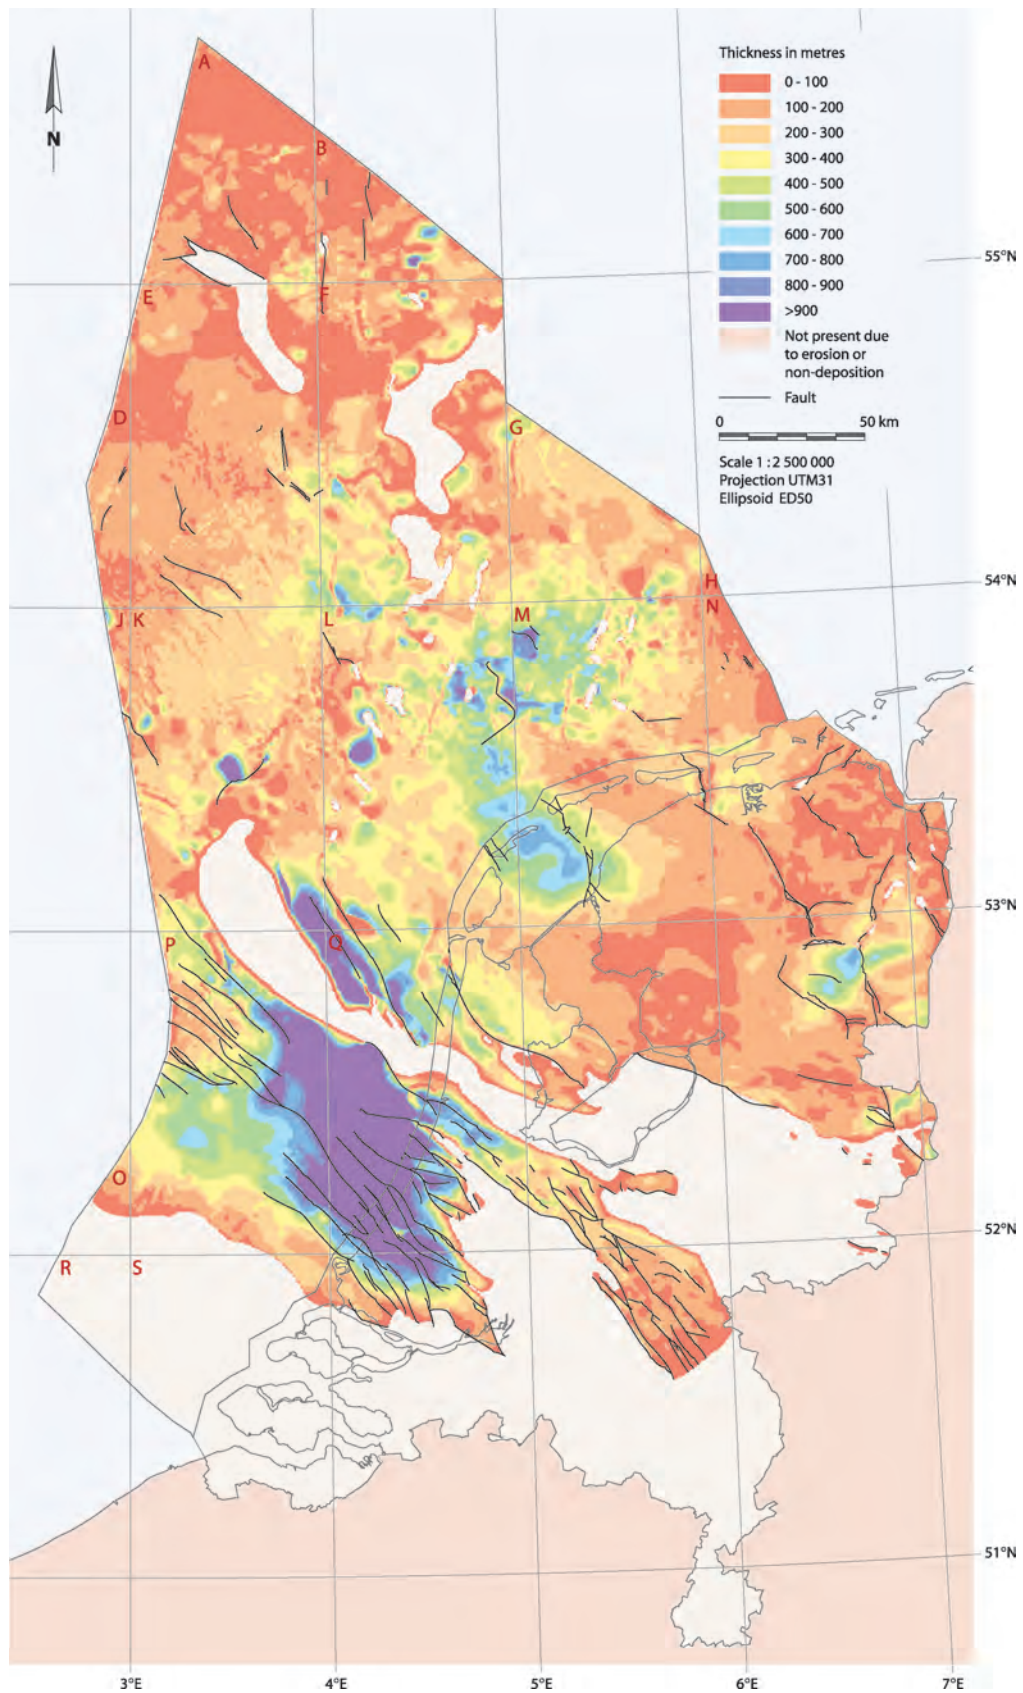 Thickness in metres
0 - 100
100 - 200
200 - 300
300 - 400
400 - 500
500 - 600
600 - 700
700 - 800
800 - 900
>900
Not present due
to erosion or
non-deposition
Fault
0 50 km
Scale 1 : 2 500 000
Projection UTM31
Ellipsoid ED50
N
A
B
55°N
E
F
D
G
54°N
H
J K
L
M
N
53°N
P
Q
O
52°N
R
S
51°N
3°E
4°E
5°E
6°E
7°E